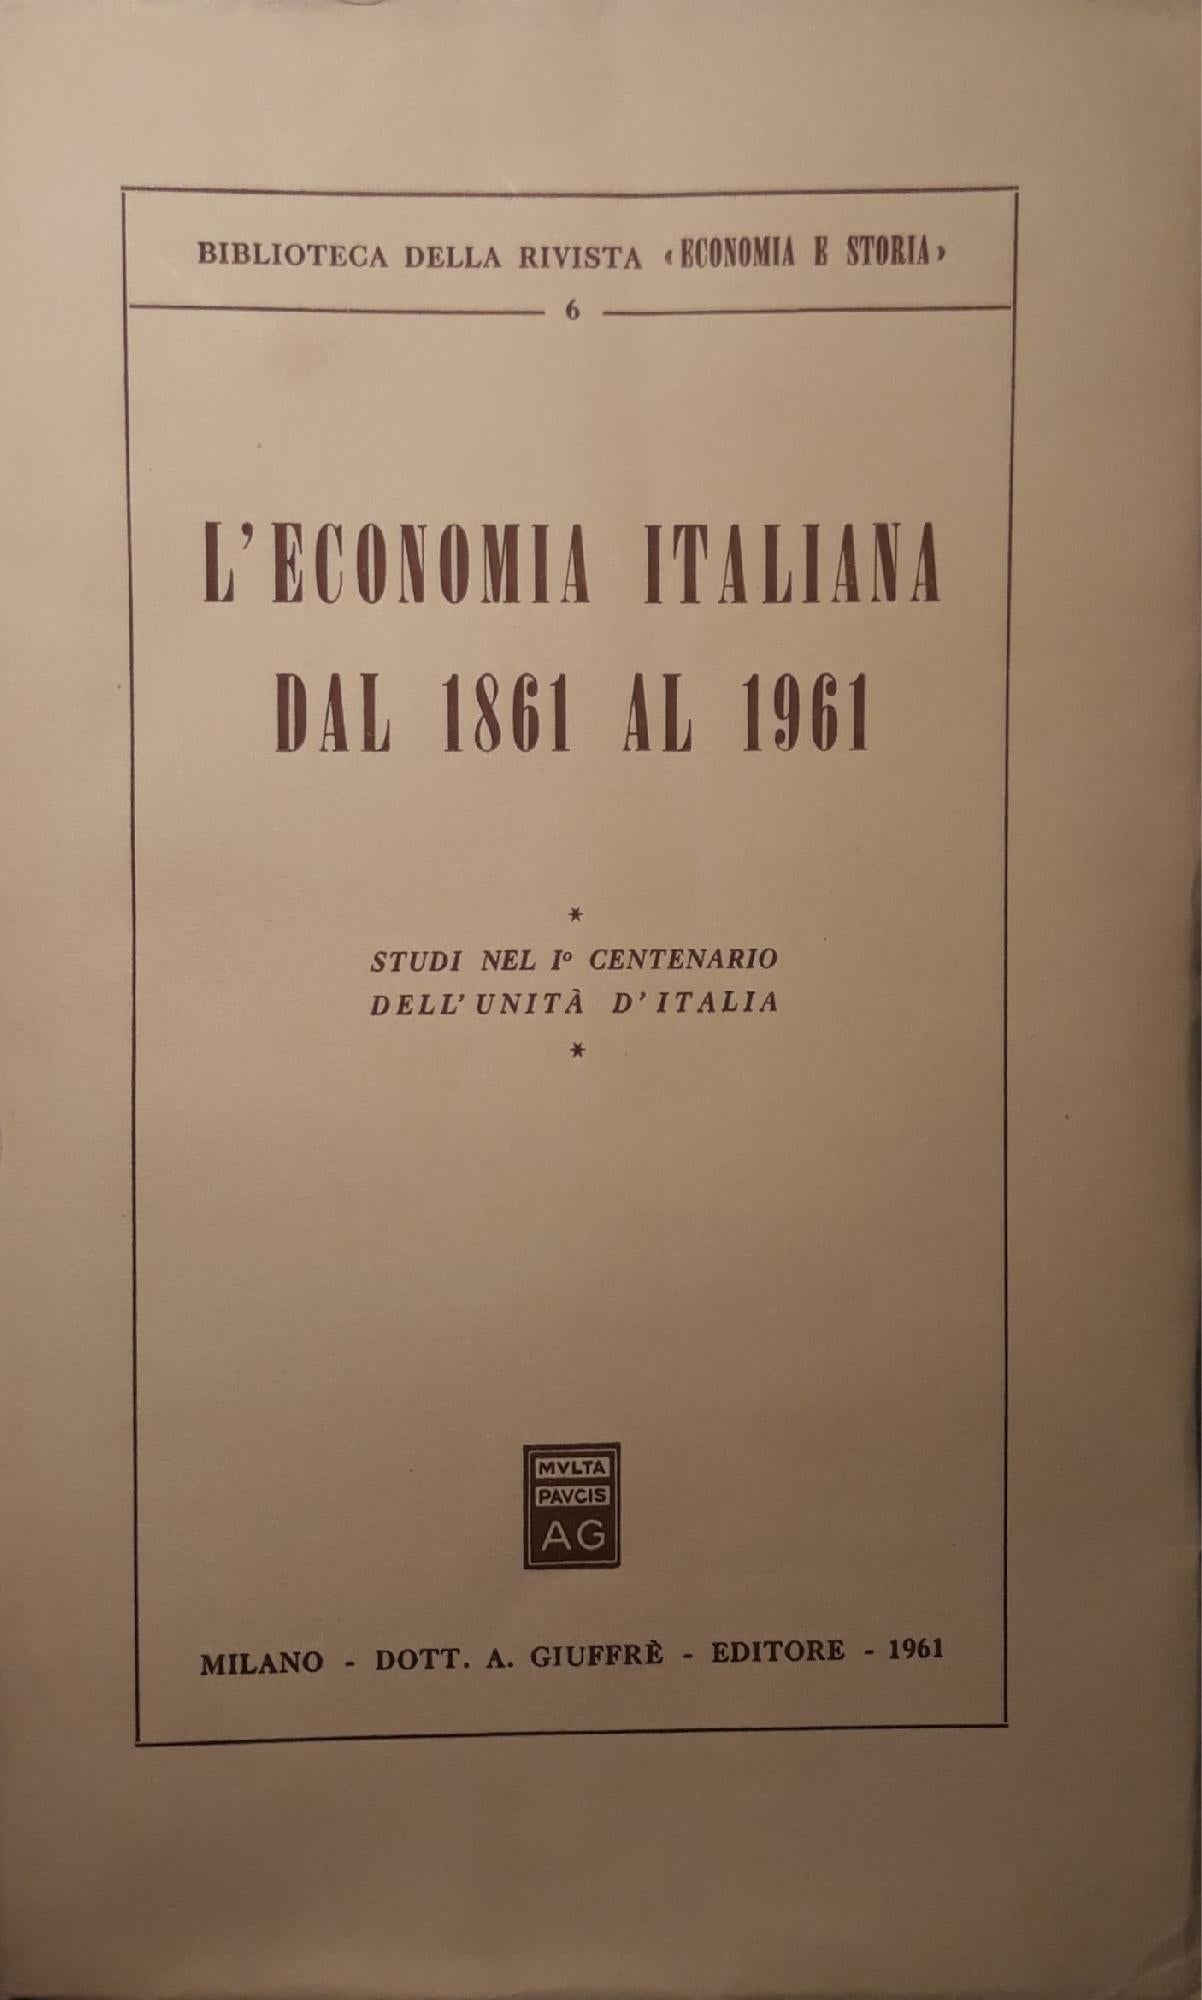 BIBLIOTECA DELLA RIVISTA ‹ ECONOMIA E STORIA ›
6
L'ECONOMIA ITALIANA
DAL 1861 AL 1961
*
STUDI NEL Iº CENTENARIO
DELL'UNITÀ D'ITALIA
*
MVLTA
PAVCIS
AG
MILANO - DOTT. A. GIUFFRÈ - EDITORE - 1961